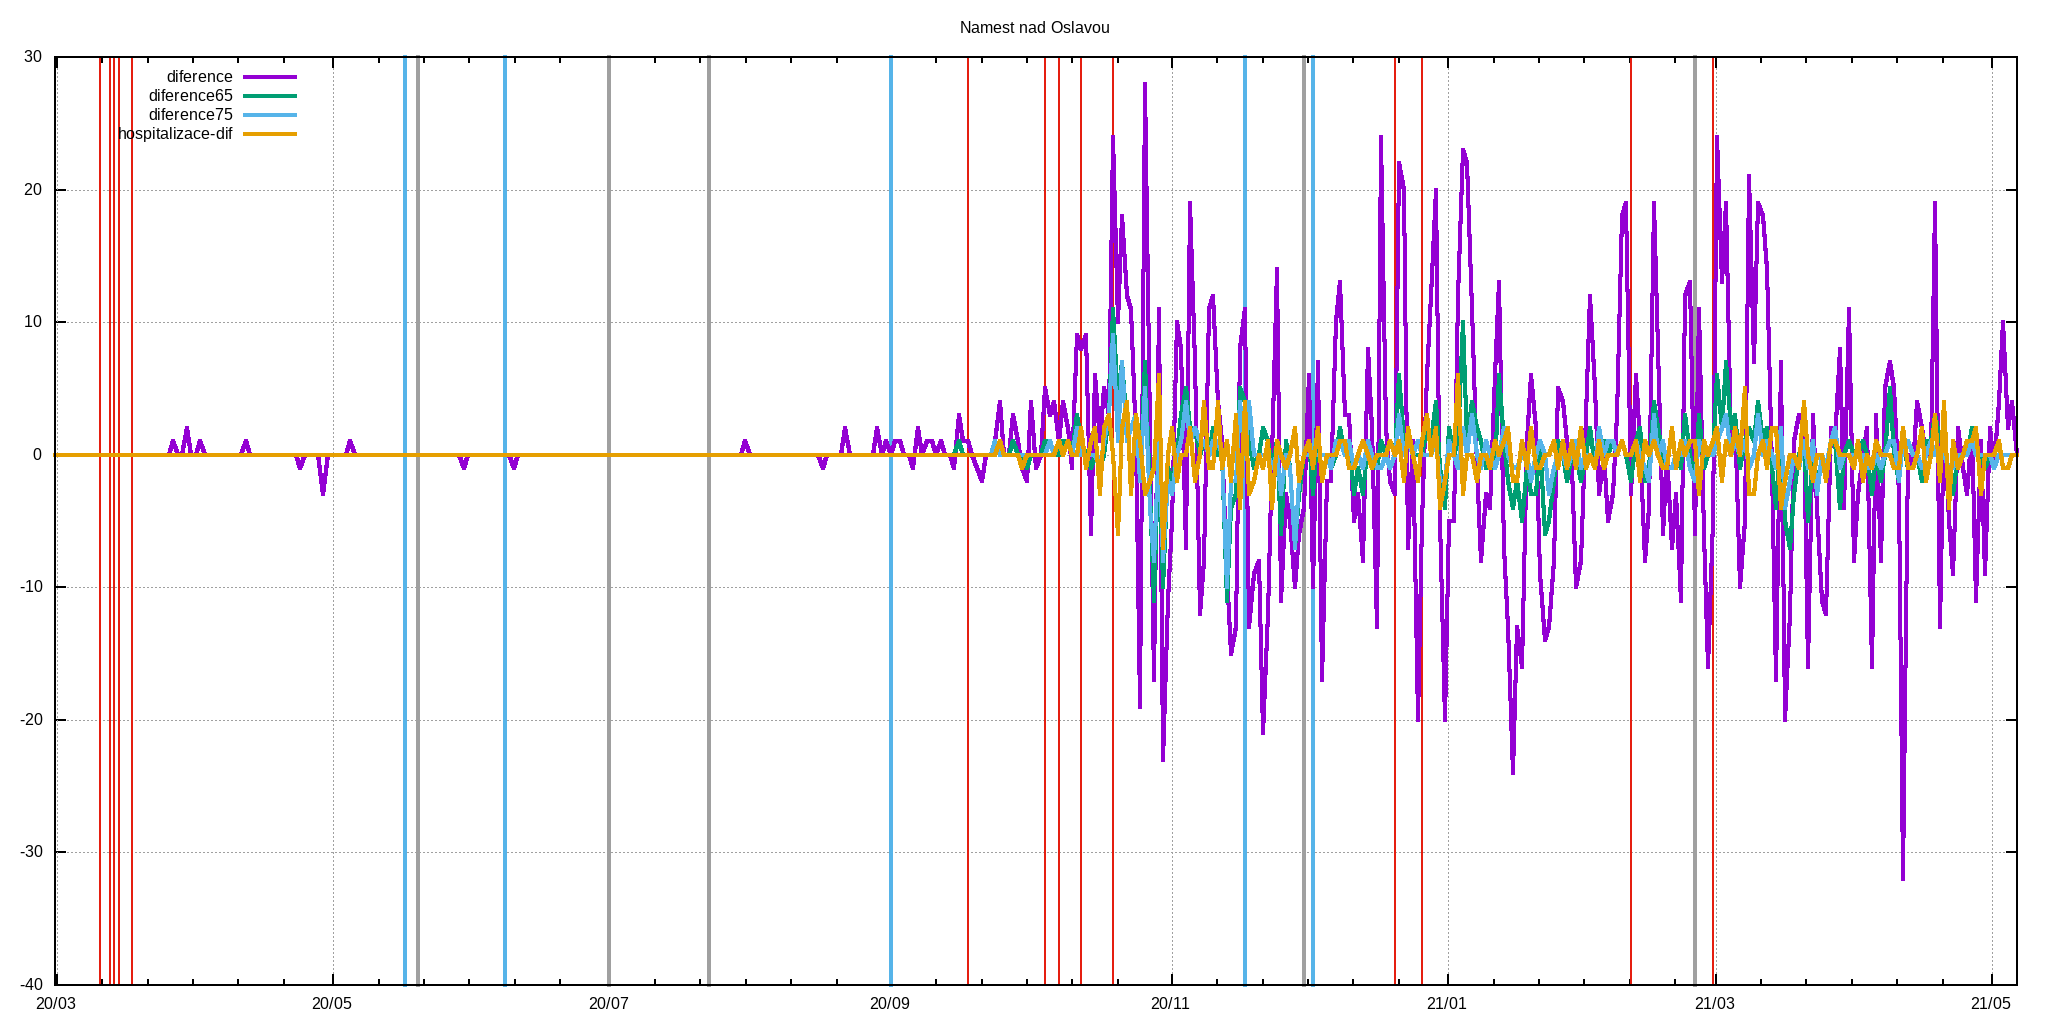 Namest nad Oslavou
30
20
10
0
-10
-20
-30
-40
diference
diference65
diference75
hospitalizace-dif
20/03 20/05 20/07 20/09 20/11 21/01 21/03 21/05